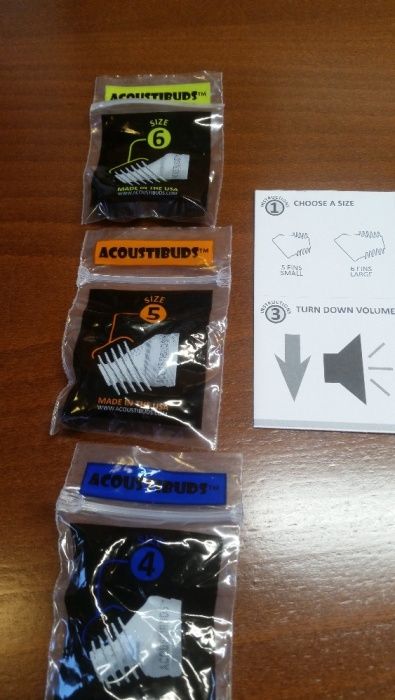 ACOUSTIBUDS™
SIZE
6
MADE IN THE USA
WWW.ACOUSTIBUDS.COM
ACOUSTIBUDS™
SIZE
5
MADE IN THE USA
WWW.ACOUSTIBUDS.COM
ACOUSTIBUDS™
4
ACOUSTIBUDS
INSTRUCTIONS
1 CHOOSE A SIZE
5 FINS
SMALL
6 FINS
LARGE
INSTRUCTIONS
3 TURN DOWN VOLUME